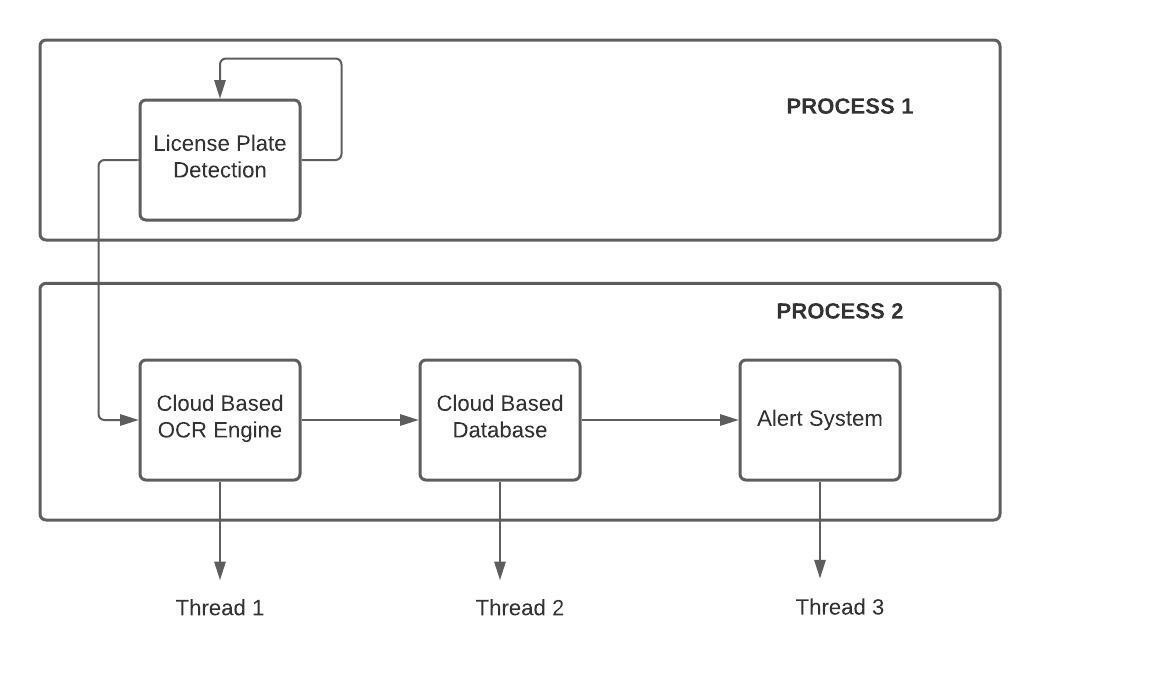 PROCESS 1
License Plate
Detection
PROCESS 2
Cloud Based
OCR Engine
Cloud Based
Database
Alert System
Thread 1
Thread 2
Thread 3